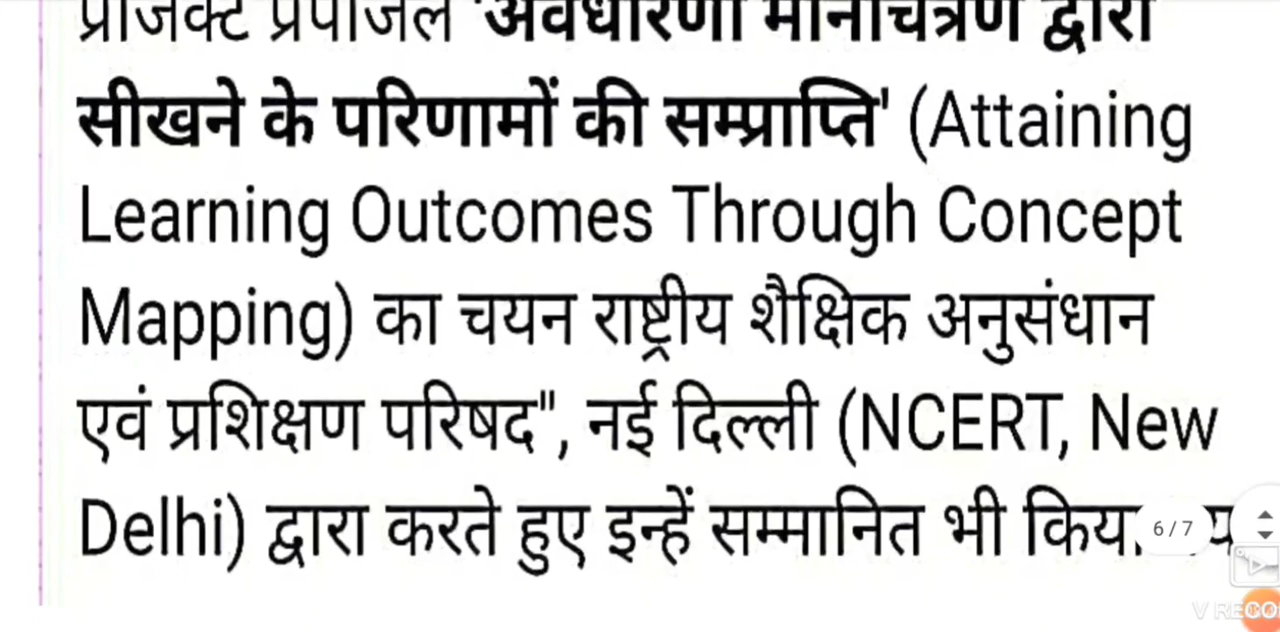 प्रोजेक्ट प्रपोजल 'अवधारणा मानचित्रण द्वारा
सीखने के परिणामों की सम्प्राप्ति' (Attaining
Learning Outcomes Through Concept
Mapping) का चयन राष्ट्रीय शैक्षिक अनुसंधान
एवं प्रशिक्षण परिषद", नई दिल्ली (NCERT, New
Delhi) द्वारा करते हुए इन्हें सम्मानित भी
6 / 7
V RECO